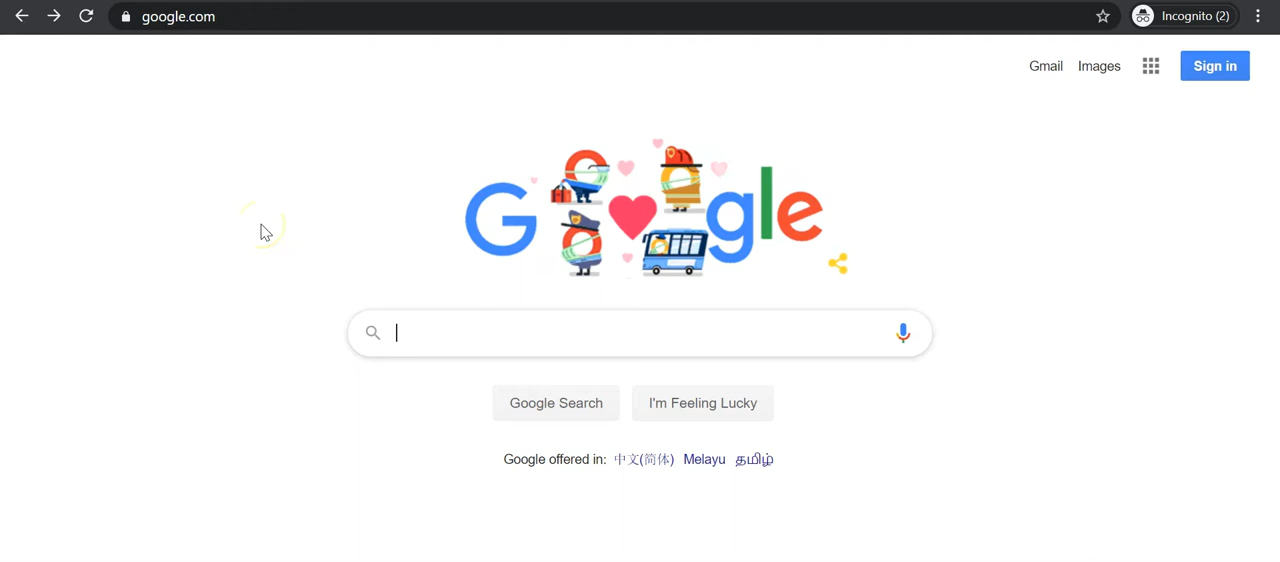 google.com
Incognito (2)
Gmail Images
Sign in
Google
Google Search
I'm Feeling Lucky
Google offered in: 中文(简体) Melayu தமிழ்